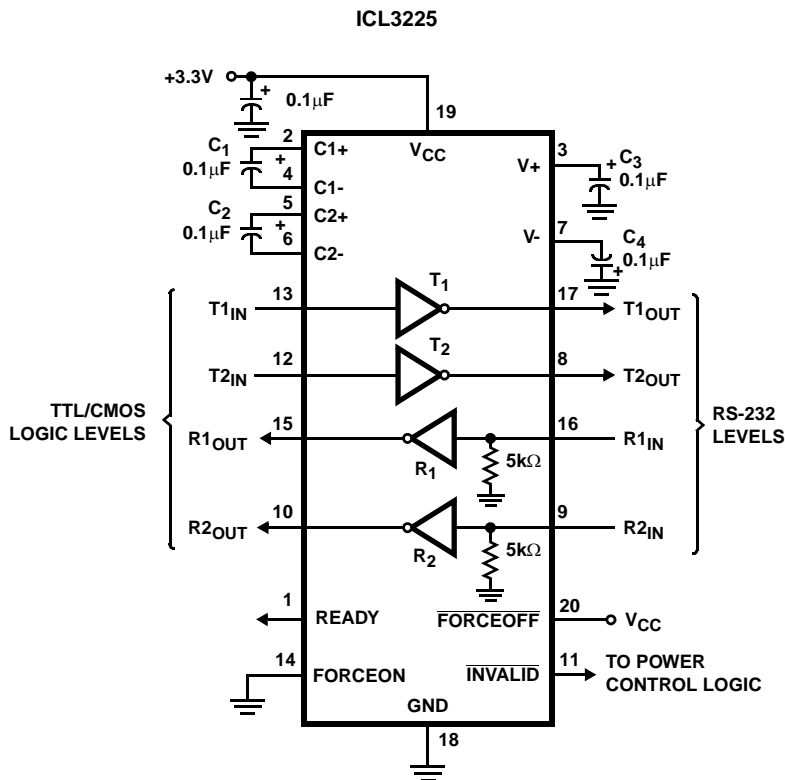 ICL3225
+3.3V
+
0.1µF
19
2
C1+
VCC
3
V+
+
C3
0.1µF
C1
0.1µF
+
4
C1-
5
C2+
C2
0.1µF
+
6
C2-
7
V-
C4
0.1µF
+
T1
T1IN
13
17
T1OUT
T2
T2IN
12
8
T2OUT
TTL/CMOS
LOGIC LEVELS
RS-232
LEVELS
R1OUT
15
16
R1IN
R1
5kΩ
R2OUT
10
9
R2IN
R2
5kΩ
1
READY
FORCEOFF
20
VCC
14
FORCEON
INVALID
11
TO POWER
CONTROL LOGIC
GND
18